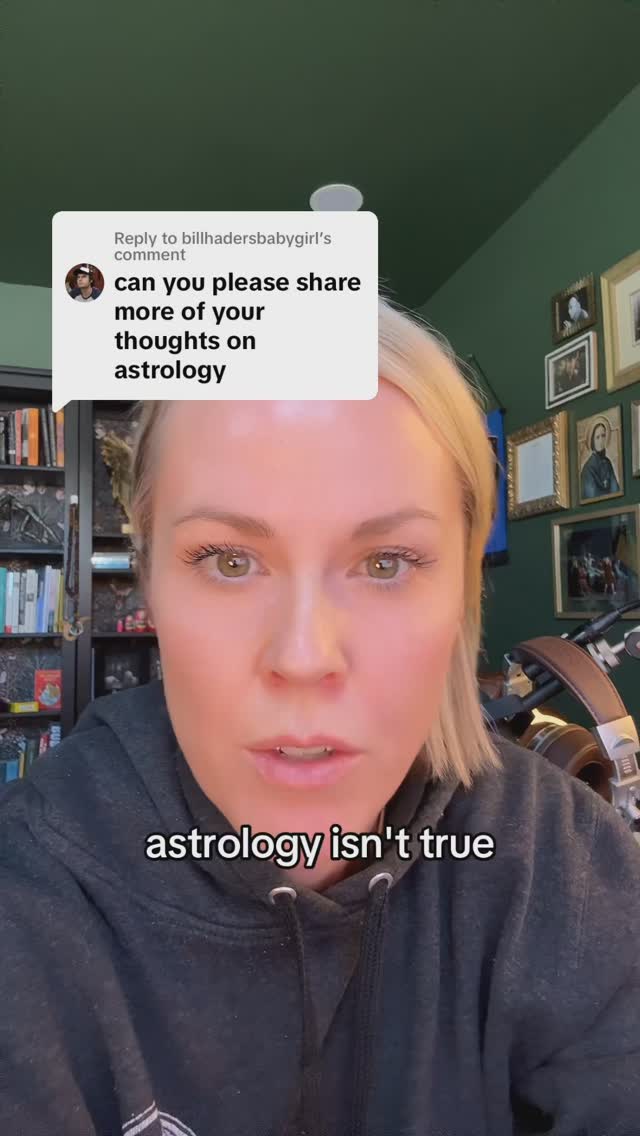 Reply to billhadersbabygirl's
comment
can you please share
more of your
thoughts on
astrology
astrology isn't true